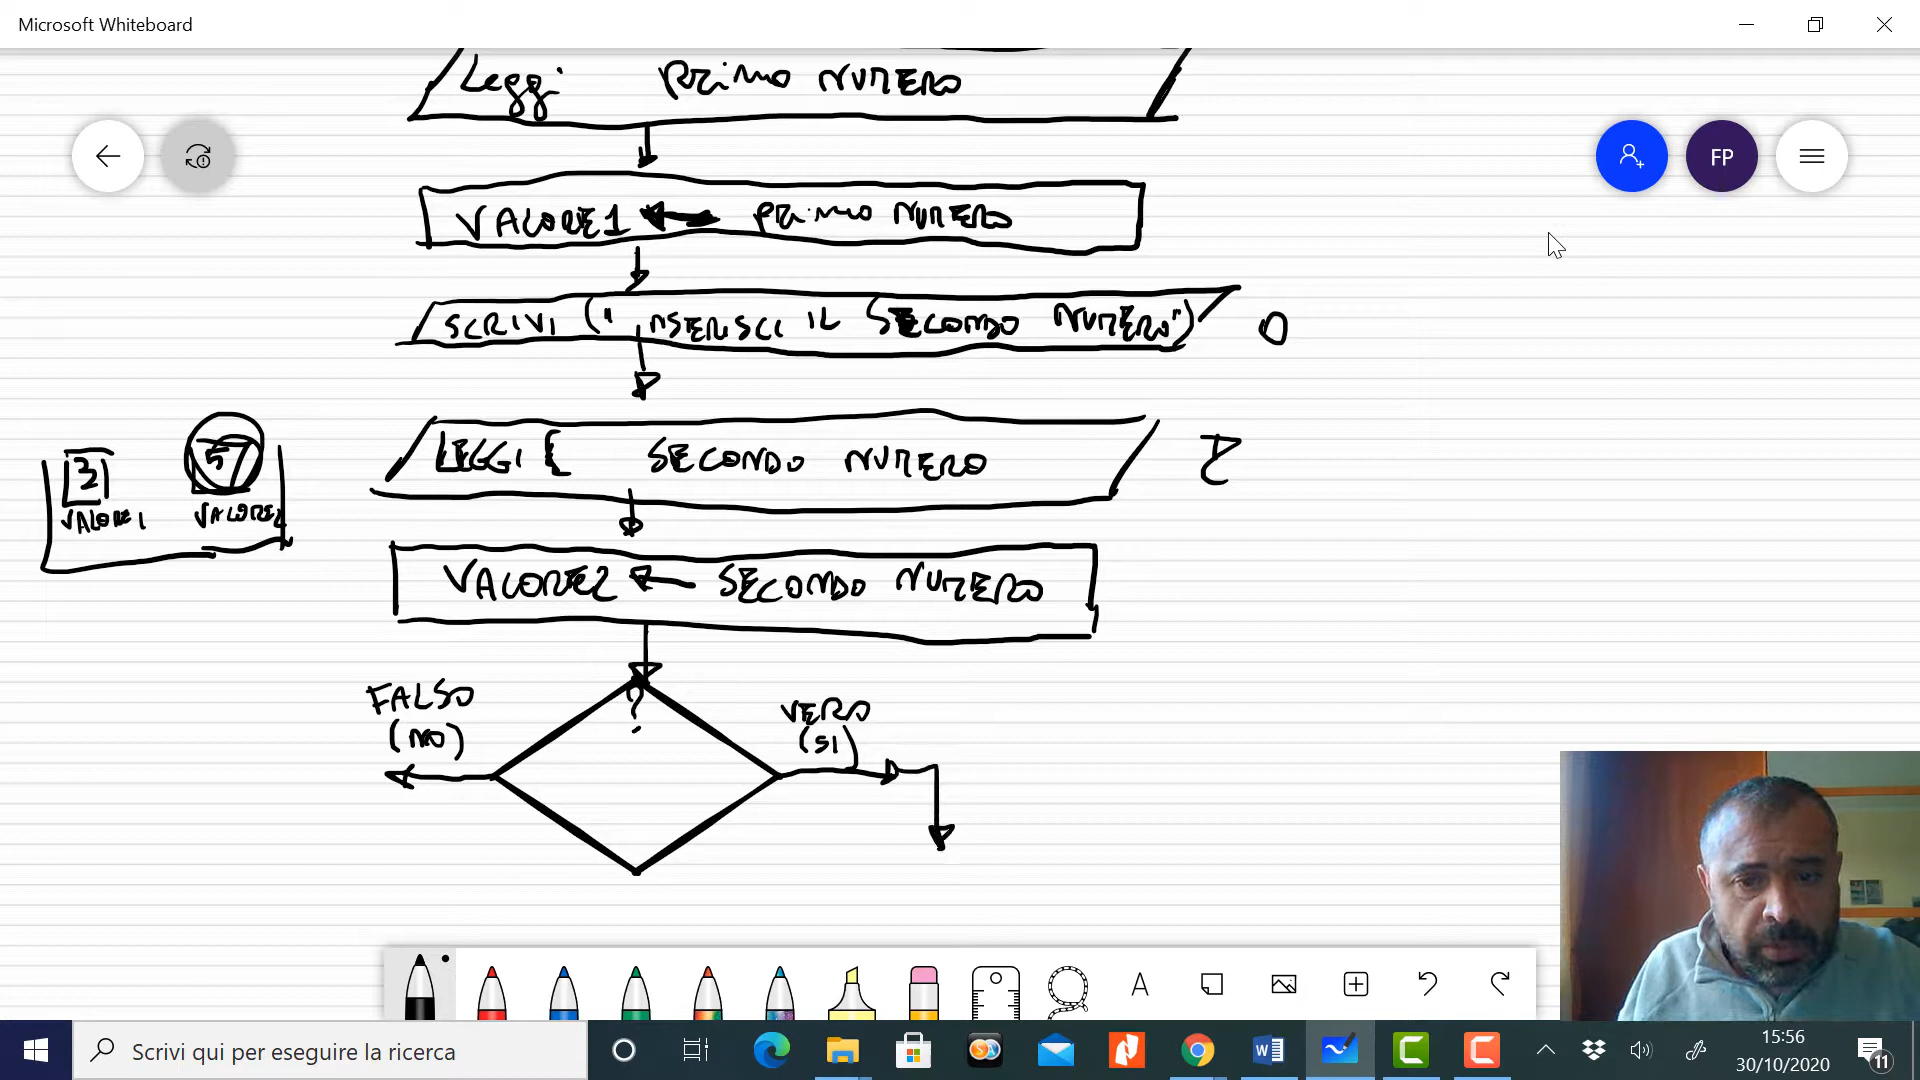 Microsoft Whiteboard
Leggi PRIMO NUMERO
FP
VALORE1 ← PRIMO NUMERO
SCRIVI ("INSERISCI IL SECONDO NUMERO") O
3 5
VALORE1 VALORE2
LEGGI SECONDO NUMERO
VALORE2 ← SECONDO NUMERO
FALSO
(NO)
?
VERO
(SI)
A
Scrivi qui per eseguire la ricerca
15:56
30/10/2020
11